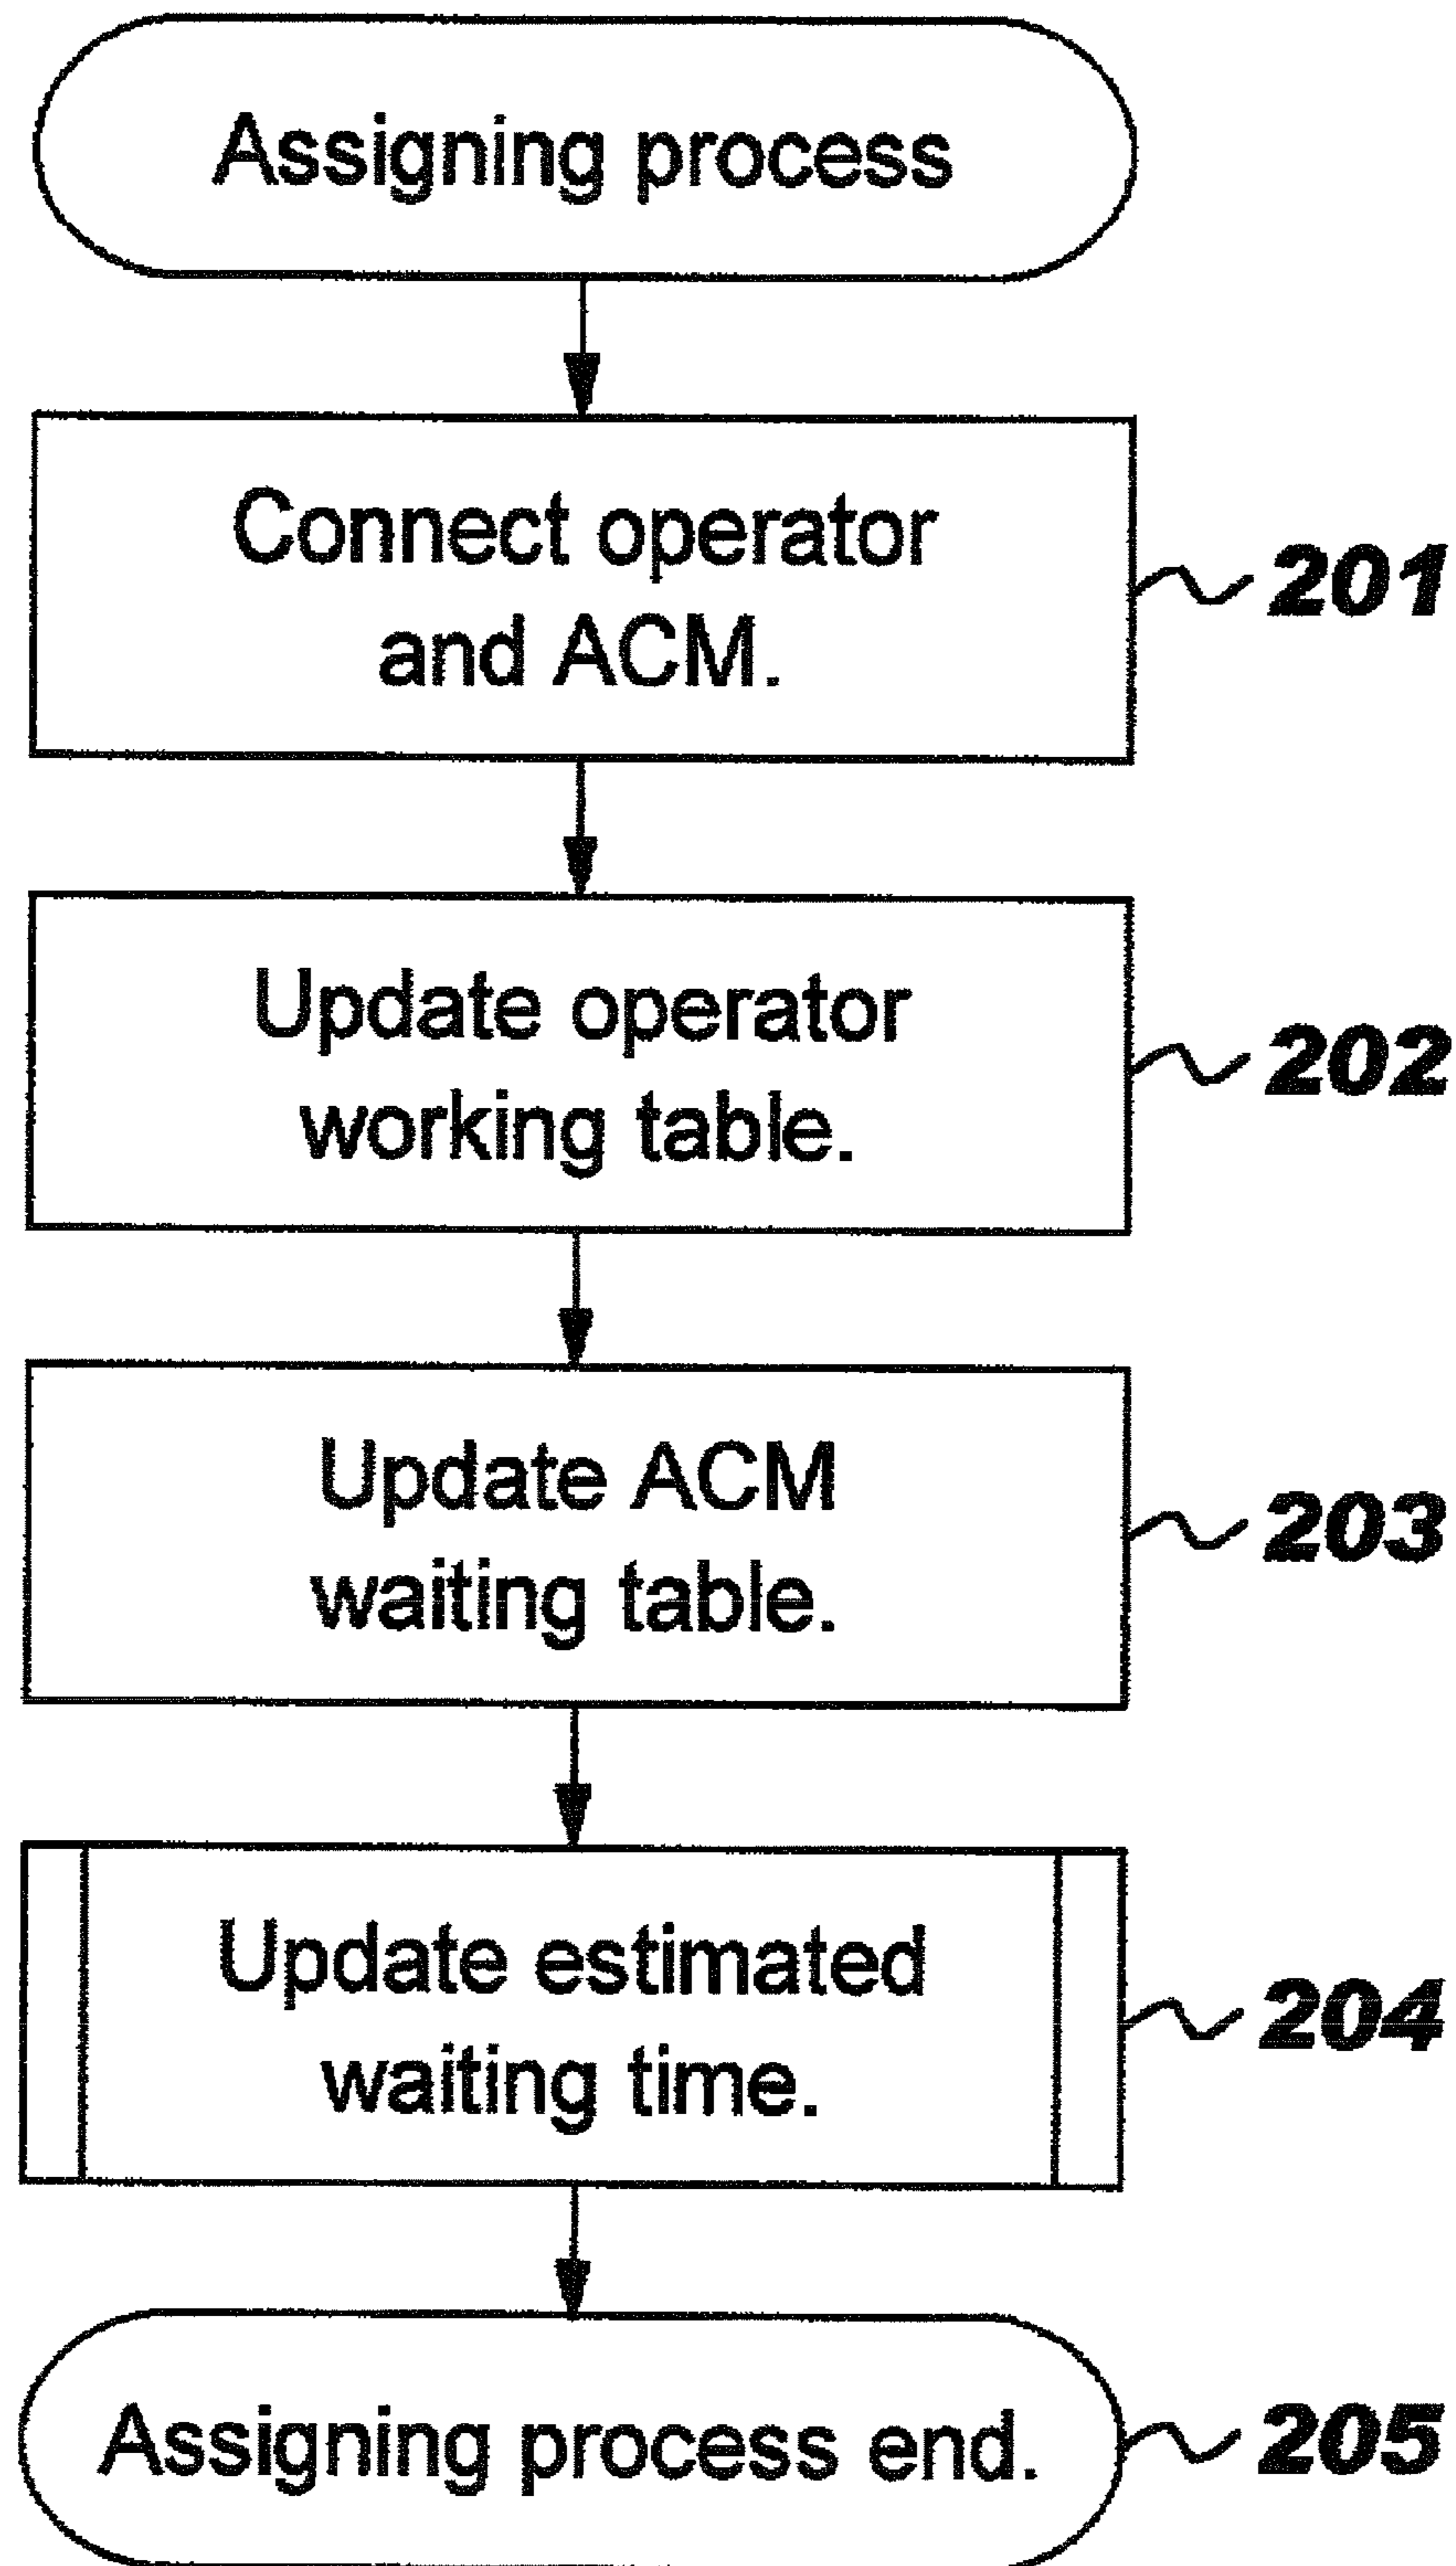 Assigning process
Connect operator
and ACM.
201
Update operator
working table.
202
Update ACM
waiting table.
203
Update estimated
waiting time.
204
Assigning process end.
205